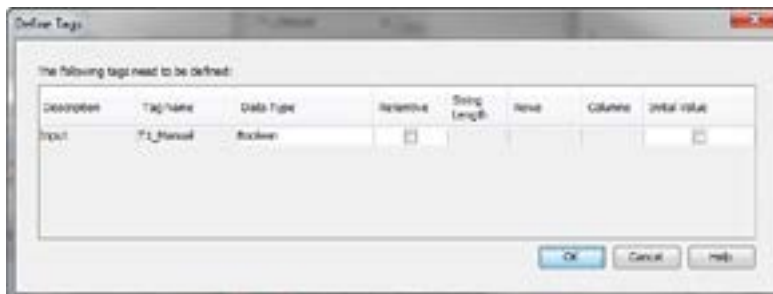 Define Tags
The following tags need to be defined:
Description Tag Name Data Type Retentive String Length Rows Columns Initial Value
Input F1_Manual Boolean
OK Cancel Help